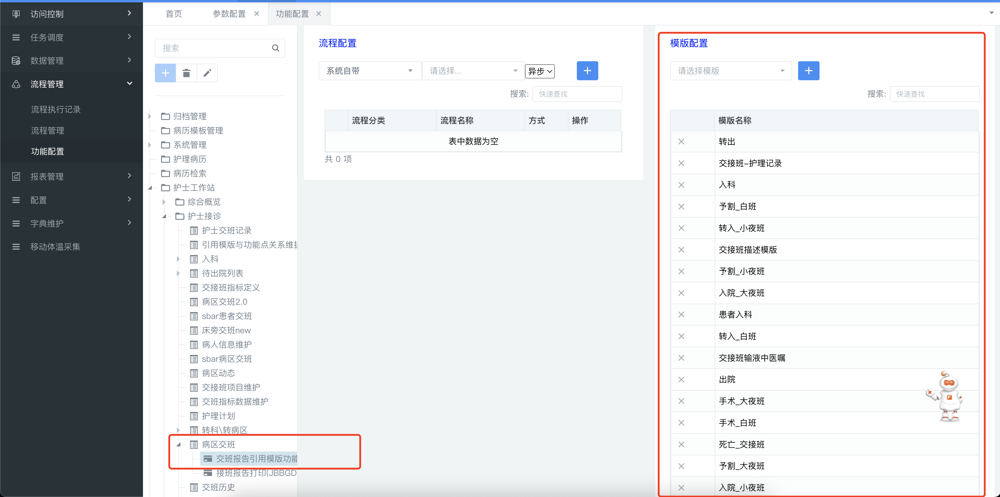 访问控制
任务调度
数据管理
流程管理
流程执行记录
流程管理
功能配置
报表管理
配置
字典维护
移动体温采集
首页
参数配置 ×
功能配置 ×
搜索
归档管理
病历模板管理
系统管理
护理病历
病历检索
护士工作站
综合概览
护士接诊
护士交班记录
引用模版与功能点关系维护
入科
待出院列表
交接班指标定义
病区交班2.0
sbar患者交班
床旁交班new
病人信息维护
sbar病区交班
病区动态
交接班项目维护
交班指标数据维护
护理计划
转科\转病区
病区交班
交班报告引用模版功能
接班报告打印(JBBGD
交班历史
流程配置
系统自带 请选择... 异步
搜索: 快速查找
流程分类 流程名称 方式 操作
表中数据为空
共 0 项
模版配置
请选择模版
搜索: 快速查找
模版名称
转出
交接班–护理记录
入科
予割_白班
转入_小夜班
交接班描述模版
予割_小夜班
入院_大夜班
患者入科
转入_白班
交接班输液中医嘱
出院
手术_大夜班
手术_白班
死亡_交接班
予割_大夜班
入院_小夜班